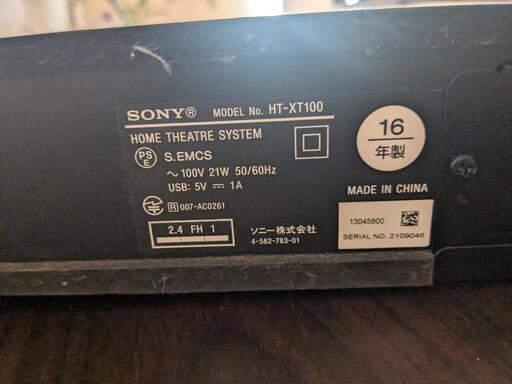 SONY® MODEL No. HT-XT100
HOME THEATRE SYSTEM
PS E S.EMCS
～100V 21W 50/60Hz
USB: 5V ⎓ 1A
R 007-AC0261
2.4 FH 1
ソニー株式会社
4-562-783-01
16
年製
MADE IN CHINA
13045800
SERIAL NO. 2109046